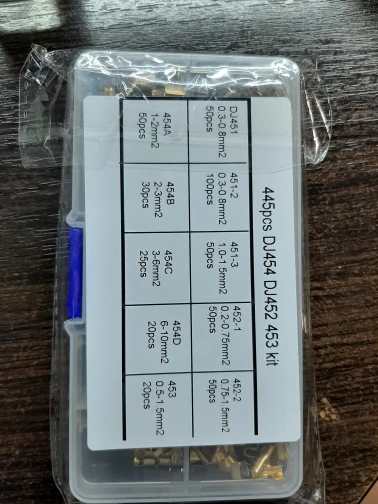 445pcs DJ454 DJ452 453 kit
DJ451
0.3-0.8mm2
50pcs
451-2
0.3-0.8mm2
100pcs
451-3
1.0-1.5mm2
50pcs
452-1
0.2-0.75mm2
50pcs
452-2
0.75-1.5mm2
50pcs
454A
1-2mm2
50pcs
454B
2-3mm2
30pcs
454C
3-6mm2
25pcs
454D
6-10mm2
20pcs
453
0.5-1.5mm2
20pcs